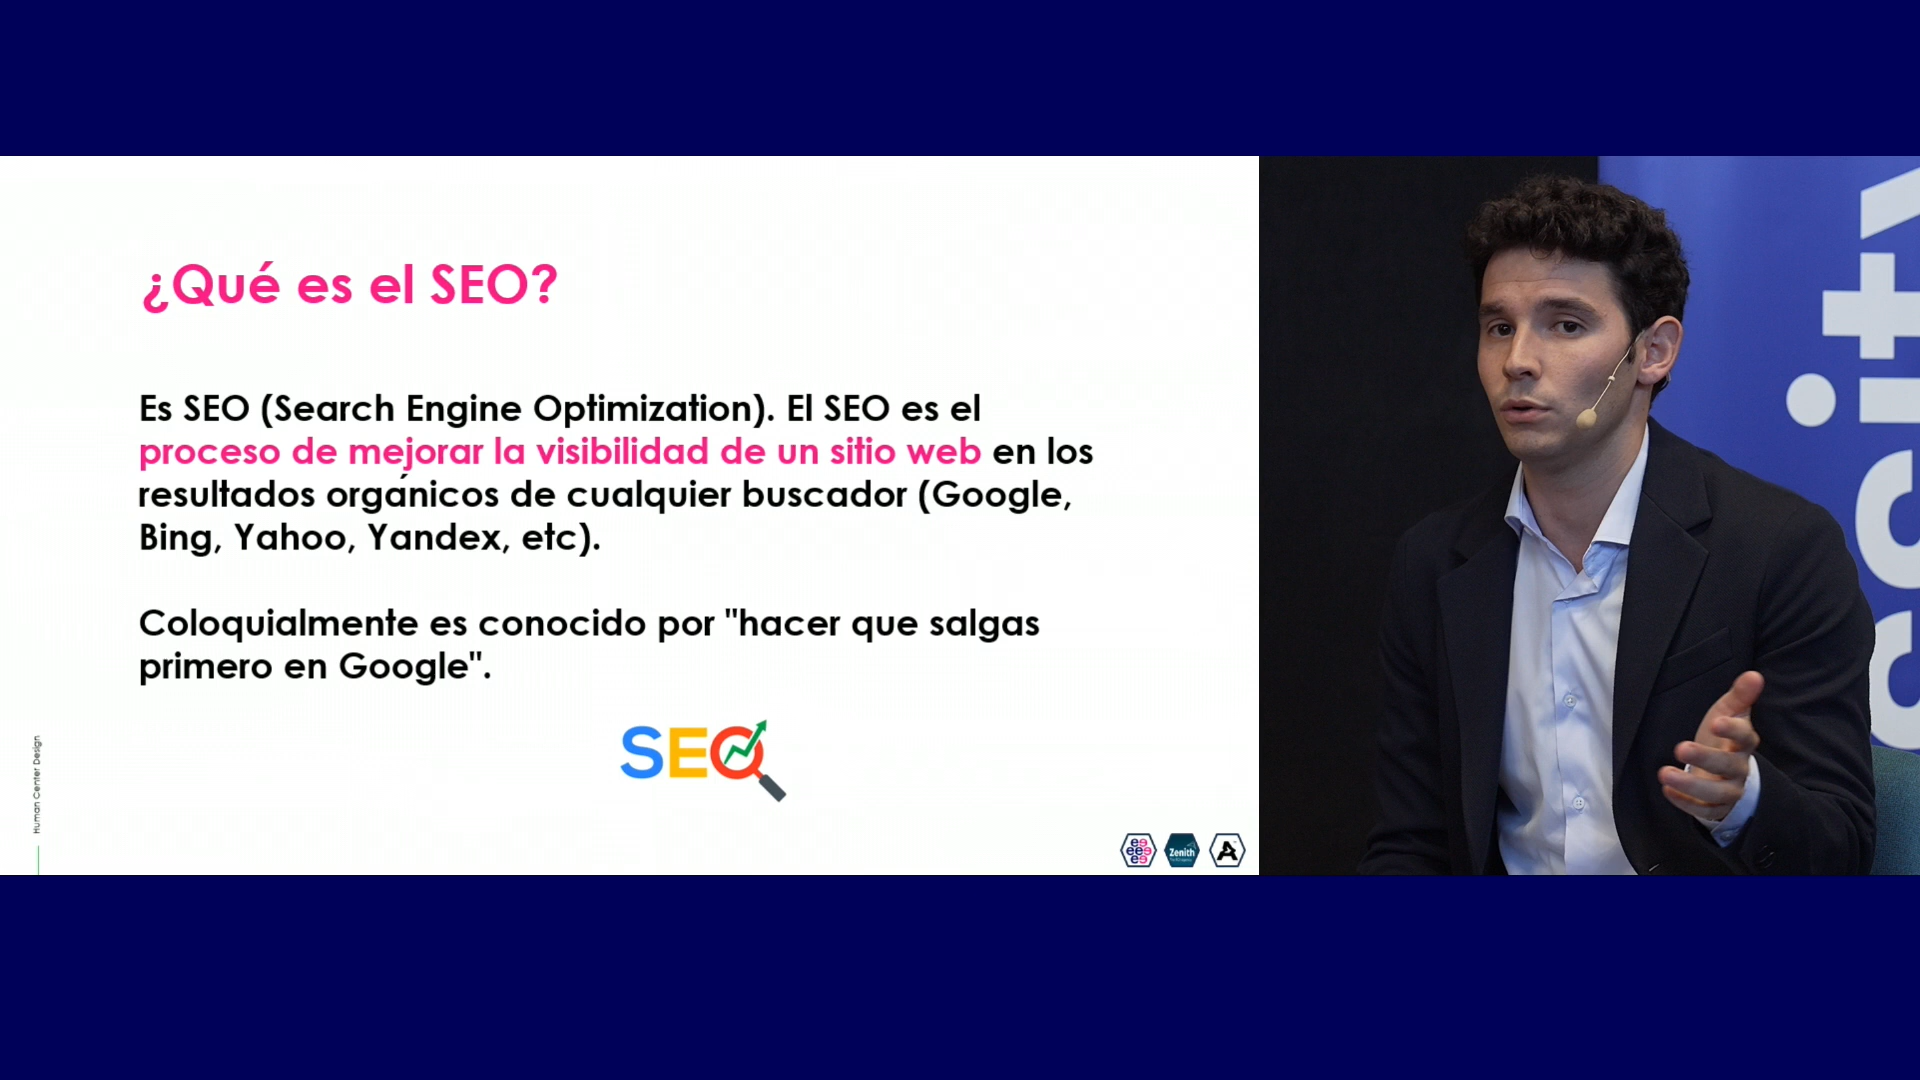 ¿Qué es el SEO?
Es SEO (Search Engine Optimization). El SEO es el
proceso de mejorar la visibilidad de un sitio web en los
resultados orgánicos de cualquier buscador (Google,
Bing, Yahoo, Yandex, etc).
Coloquialmente es conocido por "hacer que salgas
primero en Google".
SEO
Human Center Design
Zenith
sity